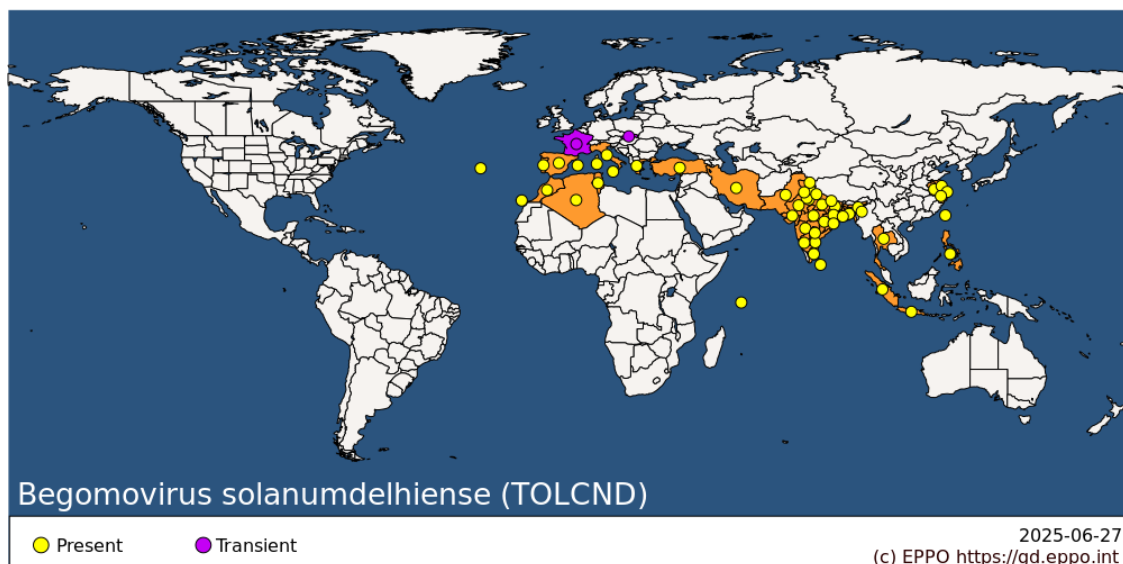 Begomovirus solanumdelhiense (TOLCND)
Present
Transient
2025-06-27
(c) EPPO https://gd.eppo.int